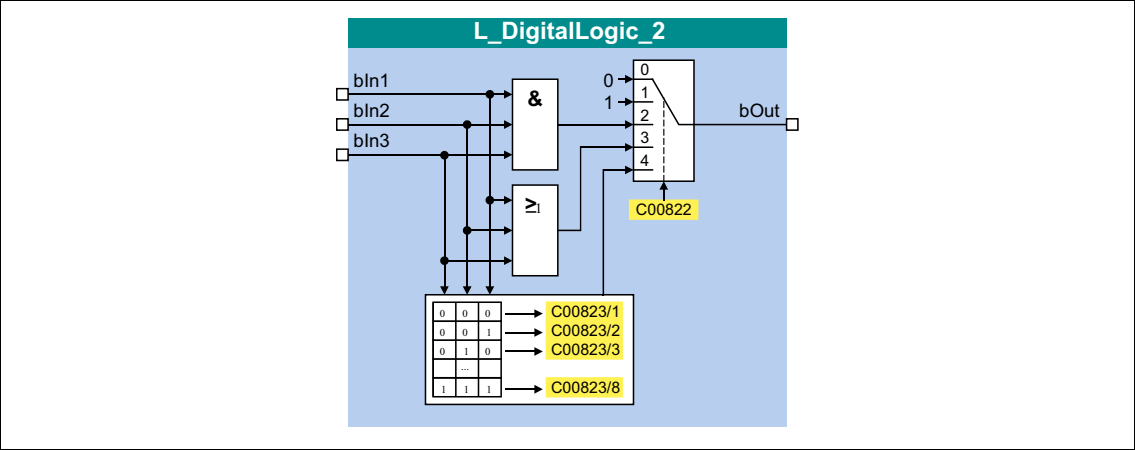 L_DigitalLogic_2
bIn1
bIn2
bIn3
&
≥1
0
1
0
1
2
3
4
bOut
C00822
0 0 0 C00823/1
0 0 1 C00823/2
0 1 0 C00823/3
...
1 1 1 C00823/8